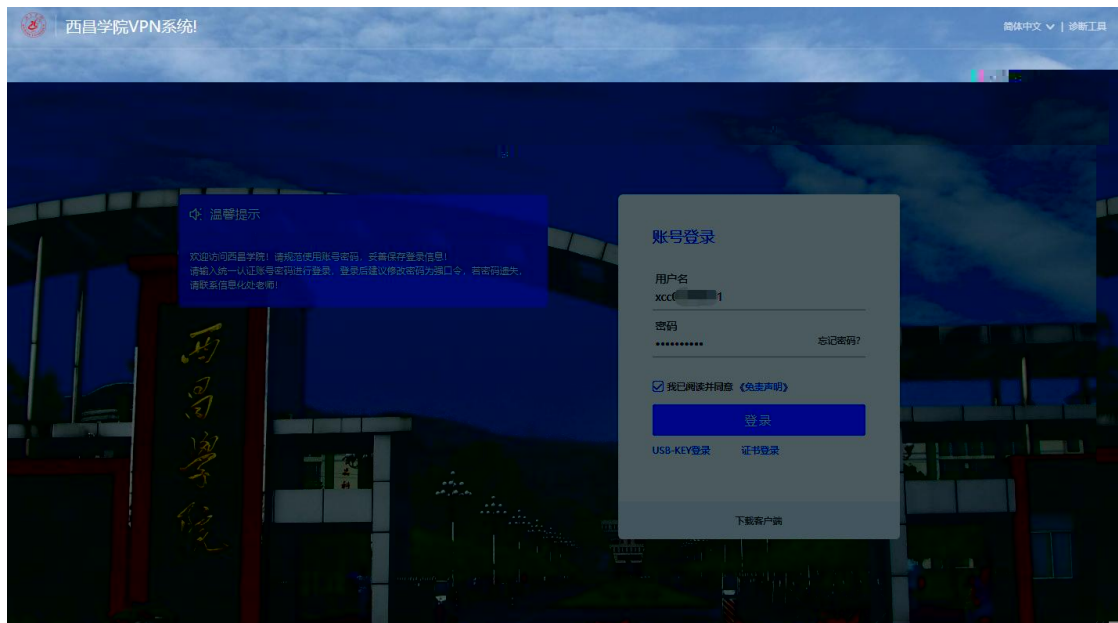 西昌学院VPN系统!
简体中文 | 诊断工具
温馨提示
欢迎访问西昌学院！请规范使用账号密码，妥善保存登录信息！
请输入统一认证账号密码进行登录，登录后建议修改密码为强口令，若密码遗失，
请联系信息化处老师！
账号登录
用户名
xcc 1
密码
忘记密码?
我已阅读并同意《免责声明》
登录
USB-KEY登录 证书登录
下载客户端
西昌學院